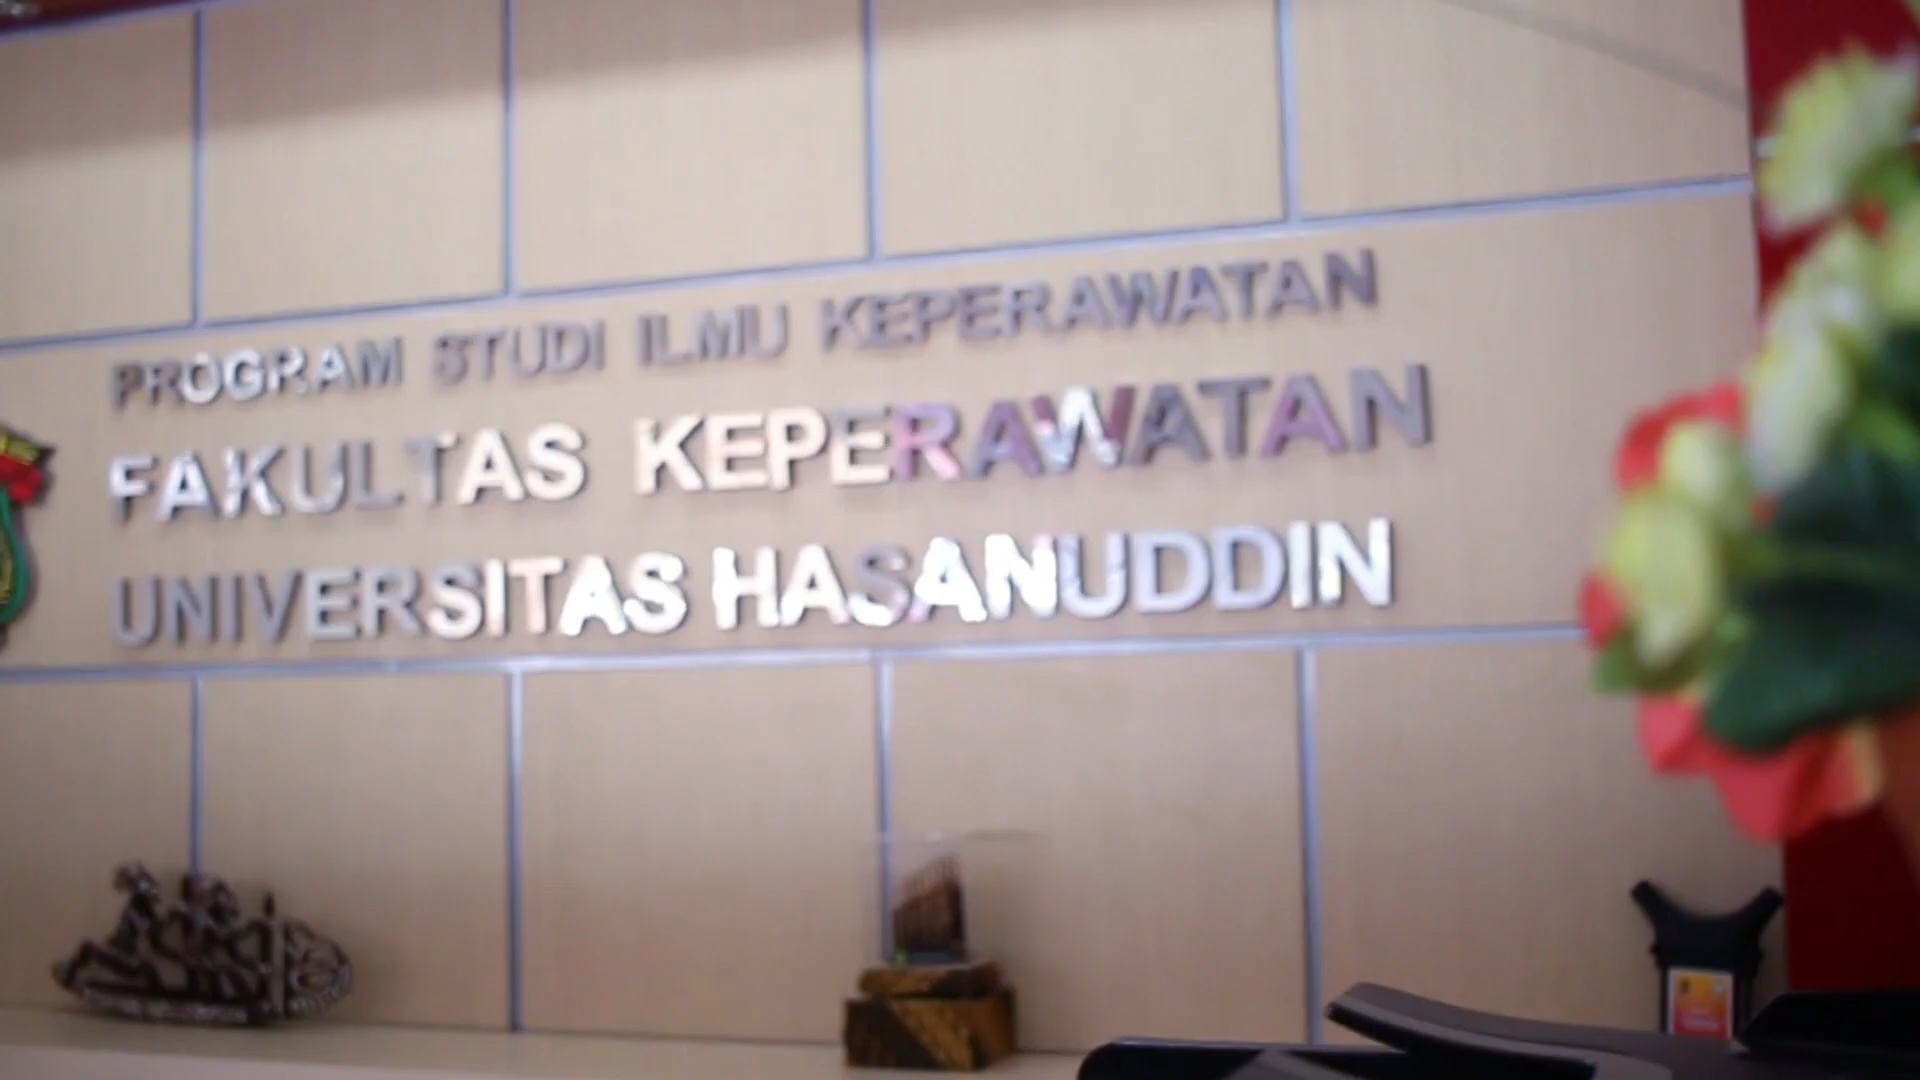 PROGRAM STUDI ILMU KEPERAWATAN
FAKULTAS KEPERAWATAN
UNIVERSITAS HASANUDDIN